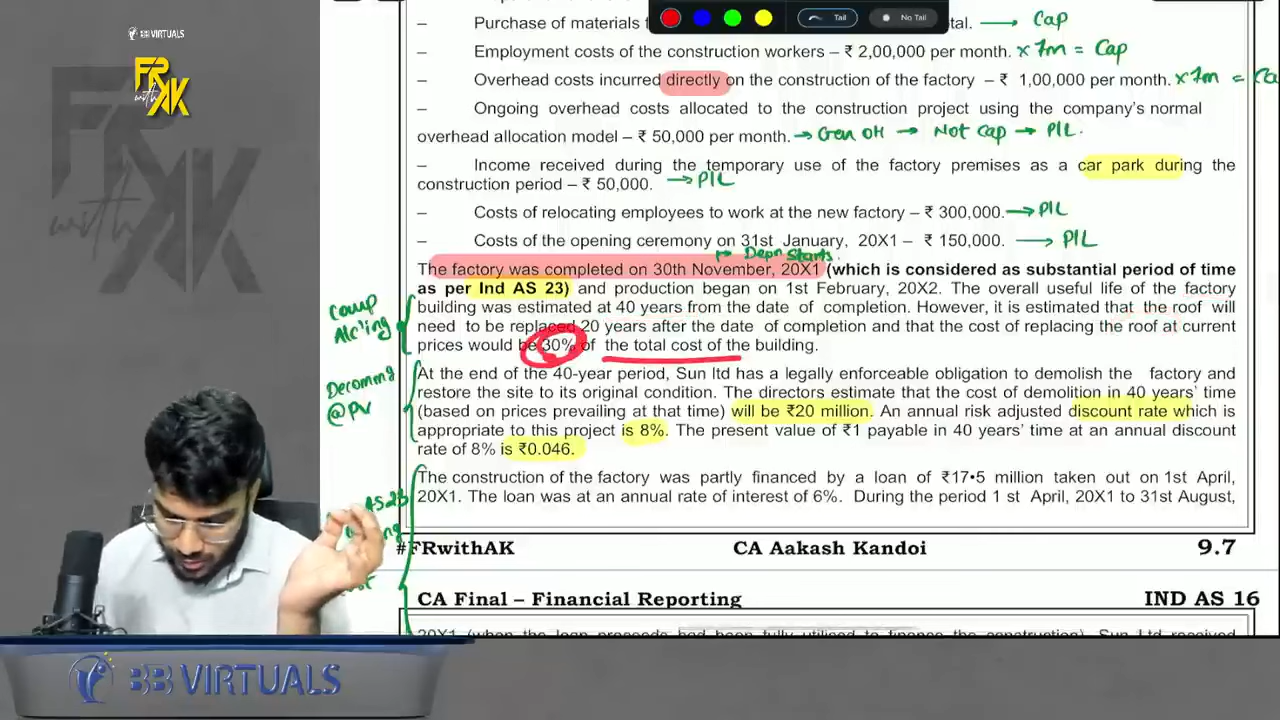 BB VIRTUALS
FR
with
AK
Tail
No Tail
– Purchase of materials tal. → Cap
– Employment costs of the construction workers – ₹ 2,00,000 per month. x 7m = Cap
– Overhead costs incurred directly on the construction of the factory – ₹ 1,00,000 per month. x7m =
– Ongoing overhead costs allocated to the construction project using the company's normal
overhead allocation model – ₹ 50,000 per month. → Gen OH → Not Cap → P/L.
– Income received during the temporary use of the factory premises as a car park during the
construction period – ₹ 50,000. → P/L
– Costs of relocating employees to work at the new factory – ₹ 300,000. → P/L
– Costs of the opening ceremony on 31st January, 20X1 – ₹ 150,000. → P/L
→ Depn Starts.
The factory was completed on 30th November, 20X1 (which is considered as substantial period of time
as per Ind AS 23) and production began on 1st February, 20X2. The overall useful life of the factory
building was estimated at 40 years from the date of completion. However, it is estimated that the roof will
need to be replaced 20 years after the date of completion and that the cost of replacing the roof at current
prices would be 30% of the total cost of the building.
Comp
A/c'ing
At the end of the 40-year period, Sun ltd has a legally enforceable obligation to demolish the factory and
restore the site to its original condition. The directors estimate that the cost of demolition in 40 years' time
(based on prices prevailing at that time) will be ₹20 million. An annual risk adjusted discount rate which is
appropriate to this project is 8%. The present value of ₹1 payable in 40 years' time at an annual discount
rate of 8% is ₹0.046.
Decomm
@PV
The construction of the factory was partly financed by a loan of ₹17•5 million taken out on 1st April,
20X1. The loan was at an annual rate of interest of 6%. During the period 1 st April, 20X1 to 31st August,
AS 23
#FRwithAK CA Aakash Kandoi 9.7
CA Final – Financial Reporting IND AS 16
20X1 (when the loan proceeds had been fully utilised to finance the construction), Sun Ltd received
BB VIRTUALS